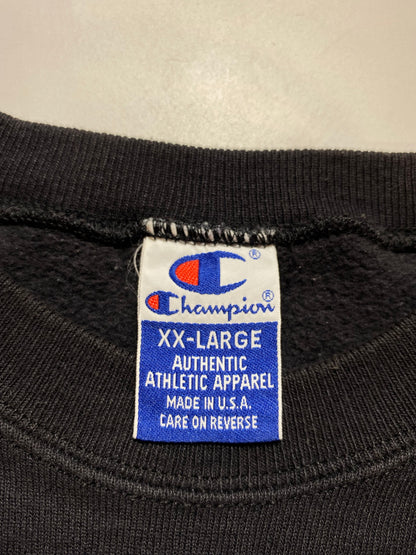 ®
Champion®
XX-LARGE
AUTHENTIC
ATHLETIC APPAREL
MADE IN U.S.A.
CARE ON REVERSE